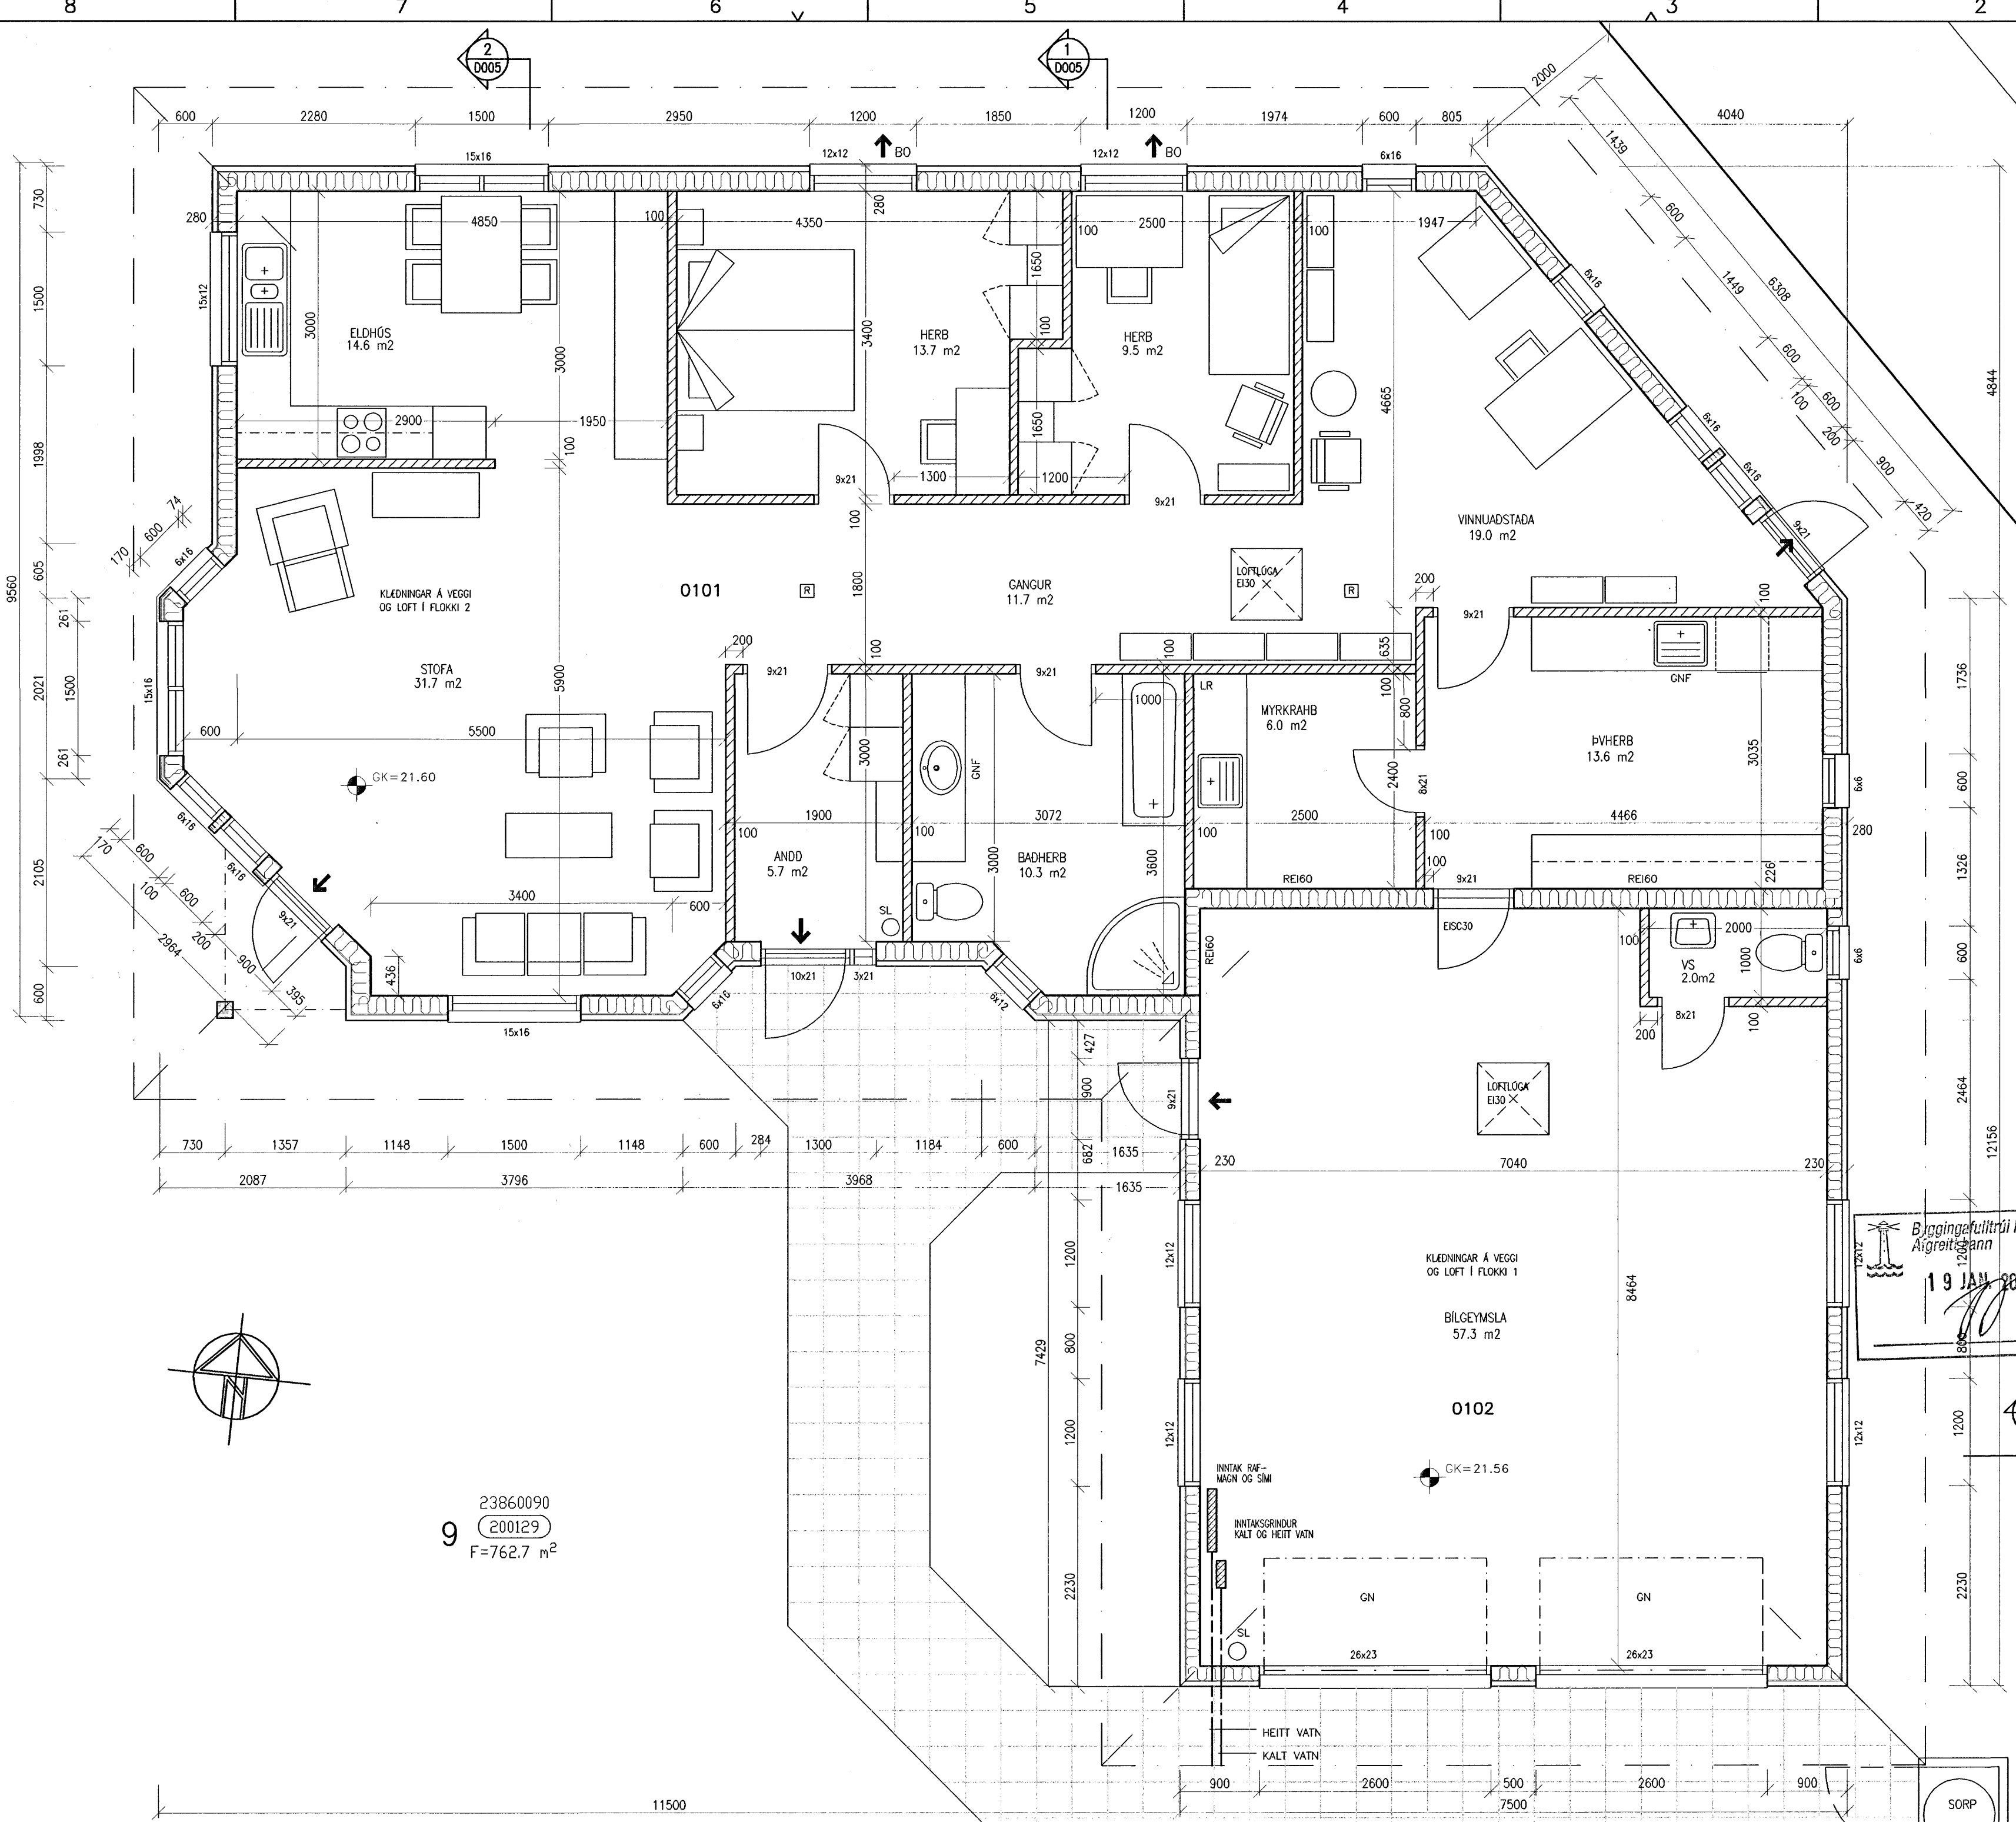 8 7 6 5 4 3 2
2
D005
1
D005
600 2280 1500 2950 1200 1850 1200 1974 600 805 2000 4040
15x16 12x12 BO 12x12 BO 6x16
280 4850 100 4350 280 100 2500 100 1947
1439
600
1449
6308
600
100
600
200
900
420
6x16
6x16
6x16
9x21
9560
730
1500
1998
605
2021
2105
600
261
1500
261
15x12
3000
ELDHÚS
14.6 m2
3000
2900 1950
100
3400
HERB
13.7 m2
1650
100
1650
HERB
9.5 m2
4665
1300 1200
9x21 9x21
100
VINNUAÐSTAÐA
19.0 m2
4844
74
600
170
6x16
KLÆÐNINGAR Á VEGGI
OG LOFT Í FLOKKI 2
0101
R
1800
GANGUR
11.7 m2
LOFTLÚGA
EI30
R
200
9x21
100
STOFA
31.7 m2
15x16
5900
200
9x21
100
9x21
100
635
100
600 5500
GK=21.60
3000
1000
GNF
LR
MYRKRAHB
6.0 m2
800
2400
8x21
GNF
ÞVHERB
13.6 m2
3035
1736
600
6x6
100 1900 100 3072 100 2500 100 4466 280
ANDD
5.7 m2
3000
BADHERB
10.3 m2
3600
REI60
100
9x21
REI60
226
1326
6x16
6x16
9x21
170
600
100
600
200
2964
900
395
3400 600
436
SL
15x16
6x16
10x21 3x21
6x12
REI60
EISC30
100 2000
VS
2.0m2
1000
200 8x21 100
6x6
600
427
900
682
9x21
LOFTLÚGA
EI30
2464
12156
730 1357 1148 1500 1148 600 284 1300 1184 600 1635
230 7040 230
2087 3796 3968 1635
1200
800
7429
1200
2230
12x12
12x12
KLÆÐNINGAR Á VEGGI
OG LOFT Í FLOKKI 1
8464
BÍLGEYMSLA
57.3 m2
0102
GK=21.56
12x12
1200
800
1200
12x12
2230
Byggingafulltrúi
Afgreitt þann
19 JAN. 20
N
INNTAK RAF-
MAGN OG SÍMI
INNTAKSGRINDUR
KALT OG HEITT VATN
23860090
9 200129
F=762.7 m2
GN GN
SL
26x23 26x23
HEITT VATN
KALT VATN
900 2600 500 2600 900
11500 7500
SORP